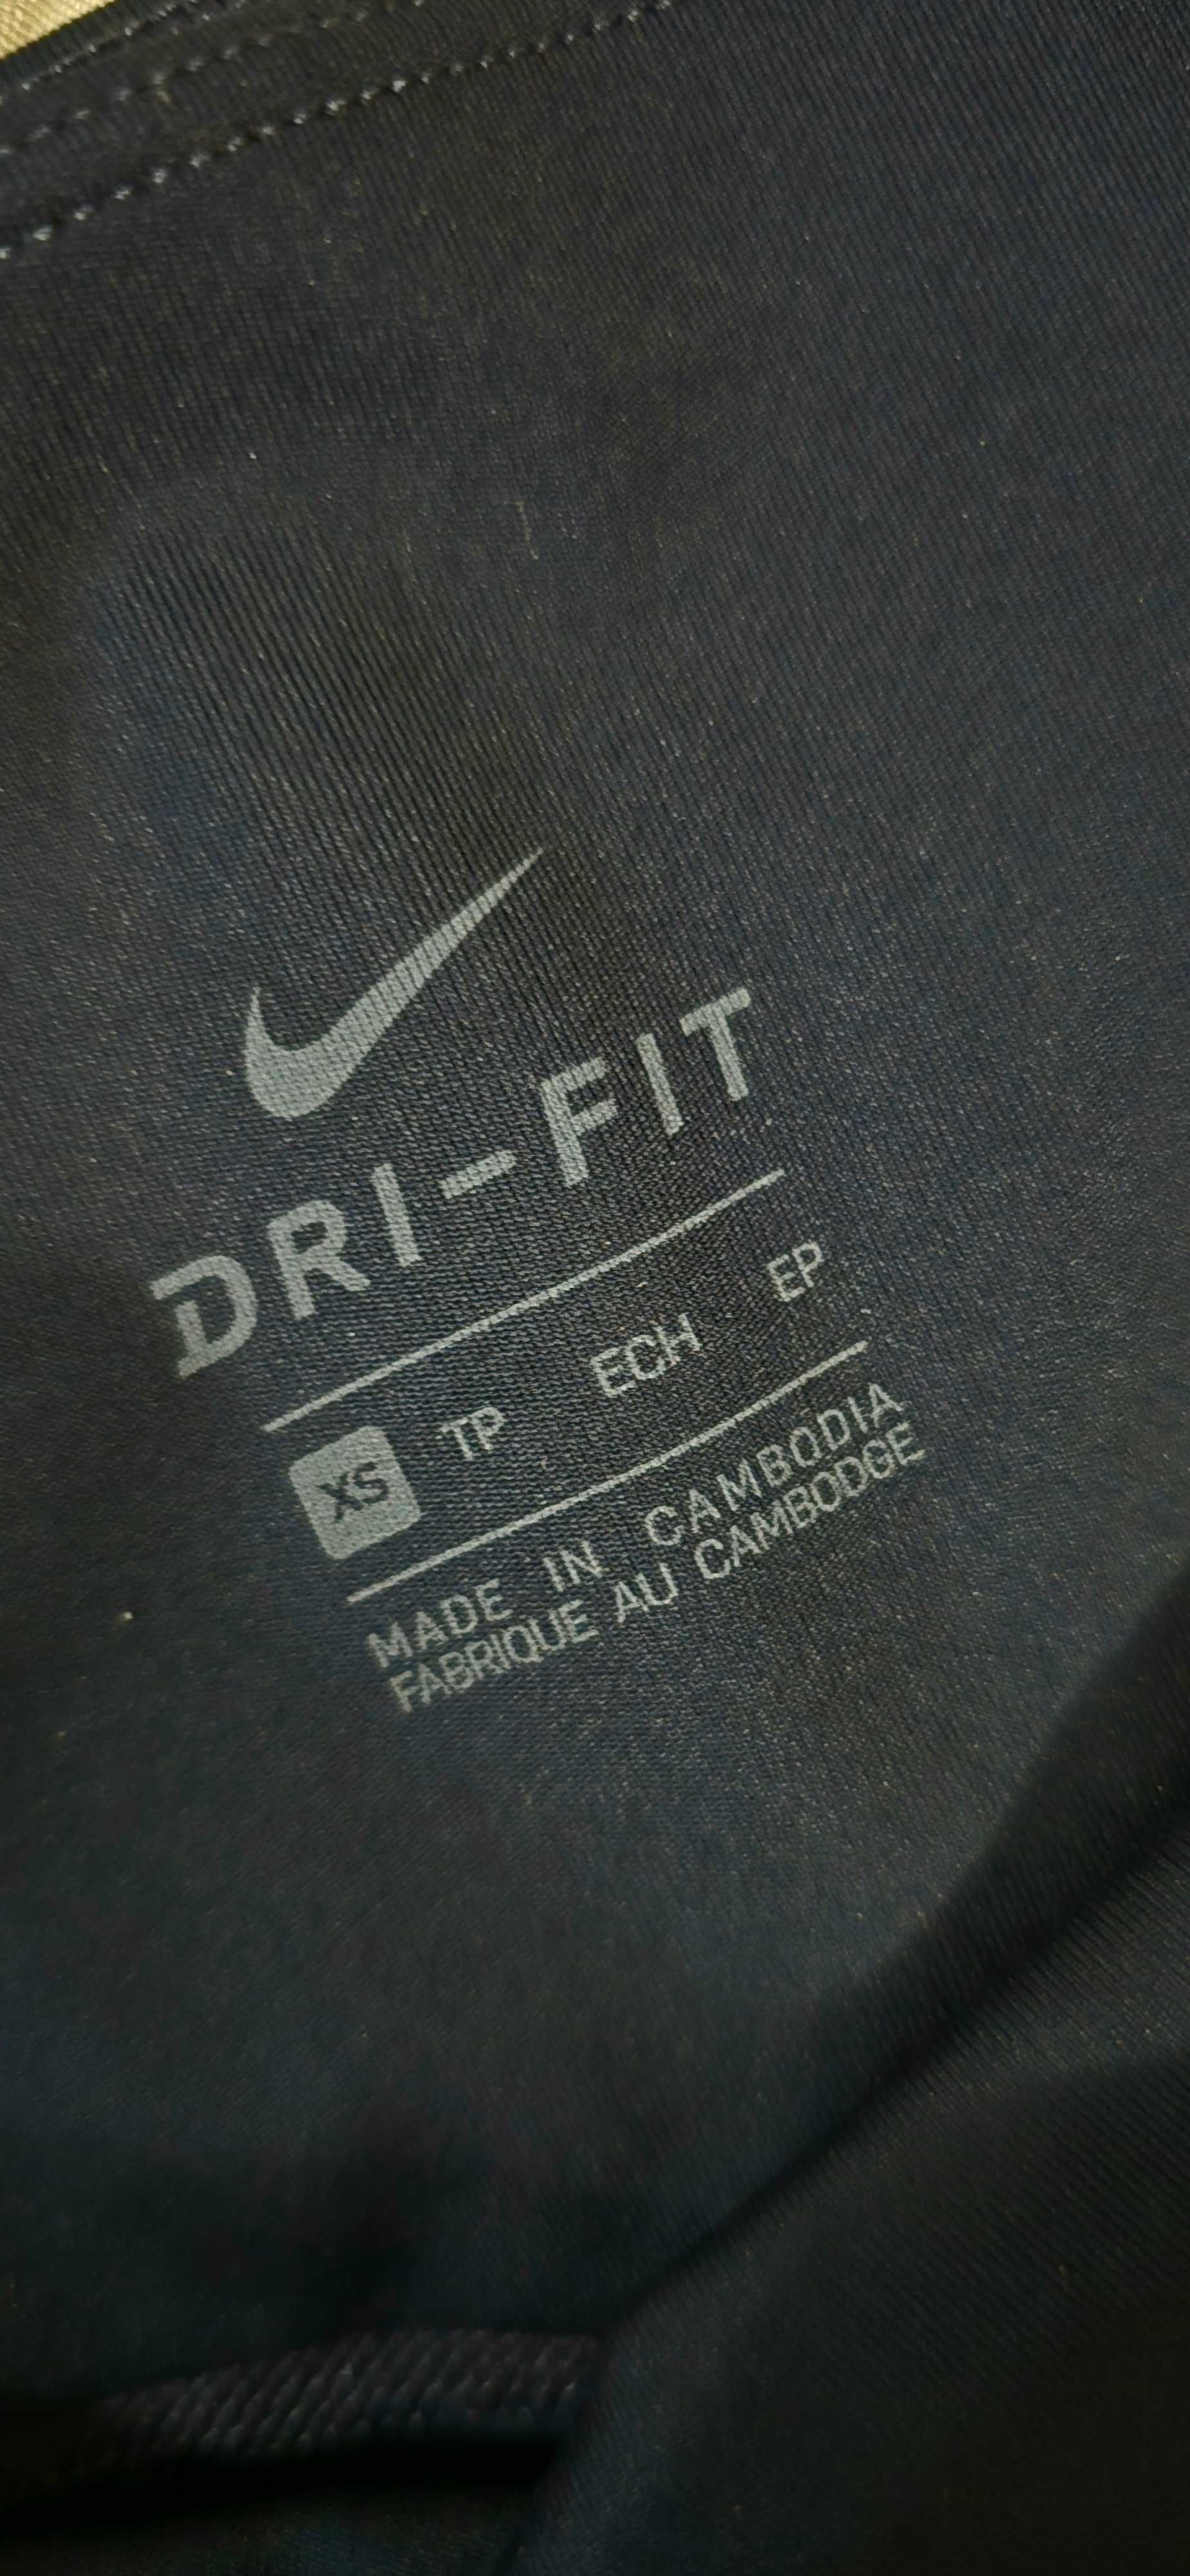 DRI-FIT
XS TP ECH EP
MADE IN CAMBODIA
FABRIQUE AU CAMBODGE